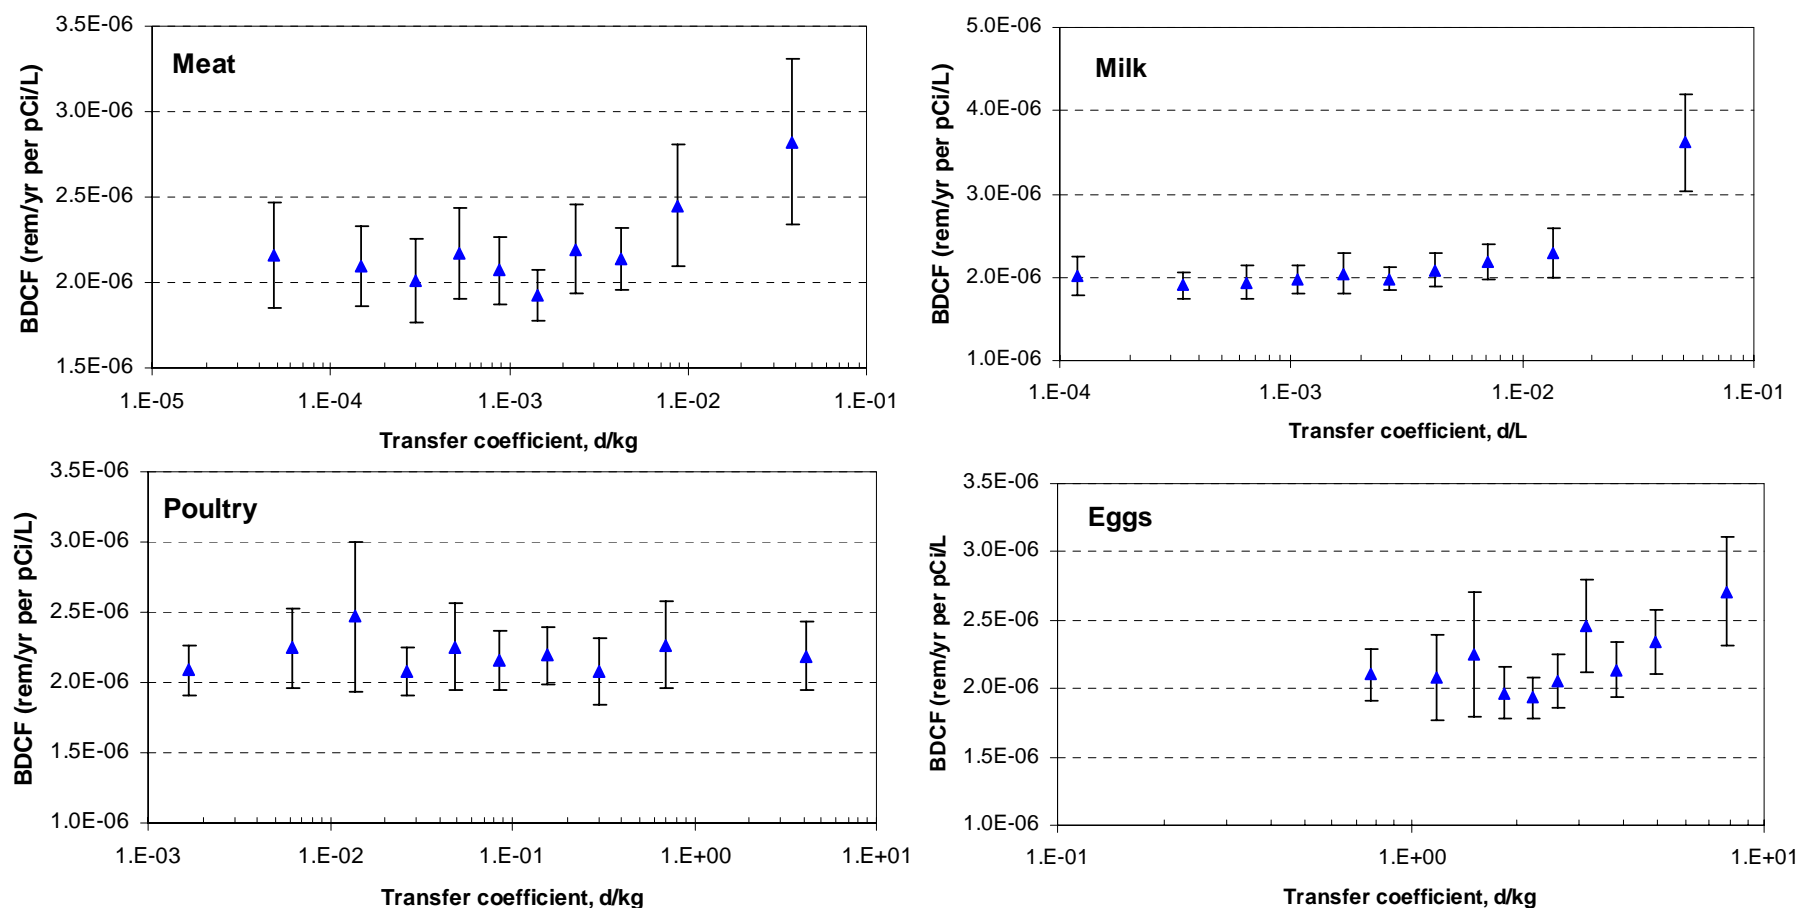 Meat
BDCF (rem/yr per pCi/L)
3.5E-06
3.0E-06
2.5E-06
2.0E-06
1.5E-06
1.E-05 1.E-04 1.E-03 1.E-02 1.E-01
Transfer coefficient, d/kg
Milk
BDCF (rem/yr per pCi/L)
5.0E-06
4.0E-06
3.0E-06
2.0E-06
1.0E-06
1.E-04 1.E-03 1.E-02 1.E-01
Transfer coefficient, d/L
Poultry
BDCF (rem/yr per pCi/L)
3.5E-06
3.0E-06
2.5E-06
2.0E-06
1.5E-06
1.0E-06
1.E-03 1.E-02 1.E-01 1.E+00 1.E+01
Transfer coefficient, d/kg
Eggs
BDCF (rem/yr per pCi/L
3.5E-06
3.0E-06
2.5E-06
2.0E-06
1.5E-06
1.0E-06
1.E-01 1.E+00 1.E+01
Transfer coefficient, d/kg